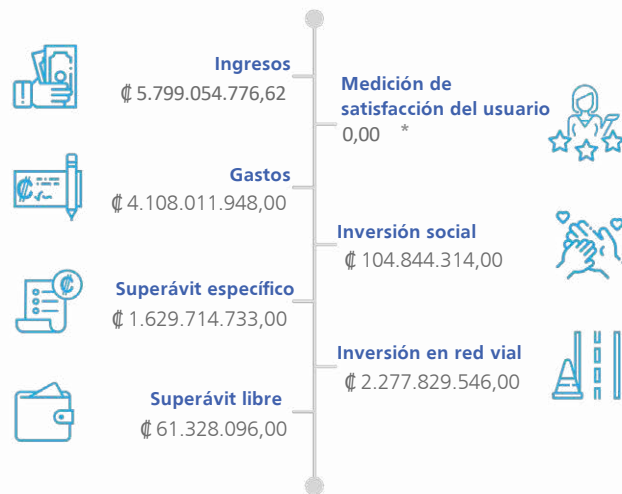 Ingresos
₡ 5.799.054.776,62
Medición de
satisfacción del usuario
0,00 *
Gastos
₡ 4.108.011.948,00
Inversión social
₡ 104.844.314,00
Superávit específico
₡ 1.629.714.733,00
Inversión en red vial
₡ 2.277.829.546,00
Superávit libre
₡ 61.328.096,00